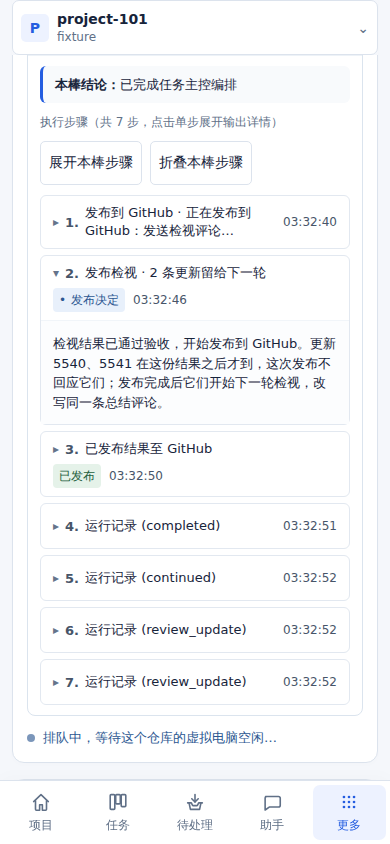 P
project-101
fixture
本棒结论：已完成任务主控编排
执行步骤（共 7 步，点击单步展开输出详情）
展开本棒步骤
折叠本棒步骤
▸ 1. 发布到 GitHub · 正在发布到
GitHub：发送检视评论…
03:32:40
▾ 2. 发布检视 · 2 条更新留给下一轮
• 发布决定
03:32:46
检视结果已通过验收，开始发布到 GitHub。更新
5540、5541 在这份结果之后才到，这次发布不
回应它们；发布完成后它们开始下一轮检视，改
写同一条总结评论。
▸ 3. 已发布结果至 GitHub
已发布
03:32:50
▸ 4. 运行记录 (completed)
03:32:51
▸ 5. 运行记录 (continued)
03:32:52
▸ 6. 运行记录 (review_update)
03:32:52
▸ 7. 运行记录 (review_update)
03:32:52
排队中，等待这个仓库的虚拟电脑空闲…
项目
任务
待处理
助手
更多